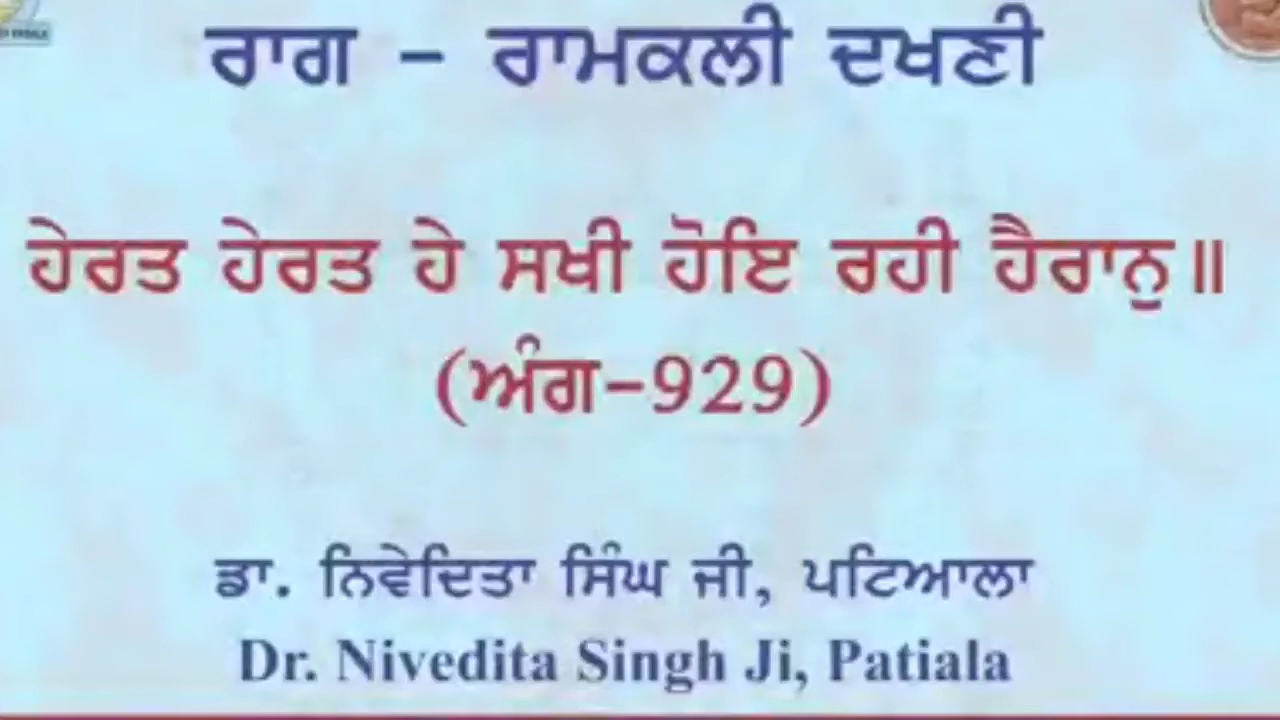 ਰਾਗ - ਰਾਮਕਲੀ ਦਖਣੀ
ਹੇਰਤ ਹੇਰਤ ਹੇ ਸਖੀ ਹੋਇ ਰਹੀ ਹੈਰਾਨੁ॥
(ਅੰਗ-929)
ਡਾ. ਨਿਵੇਦਿਤਾ ਸਿੰਘ ਜੀ, ਪਟਿਆਲਾ
Dr. Nivedita Singh Ji, Patiala